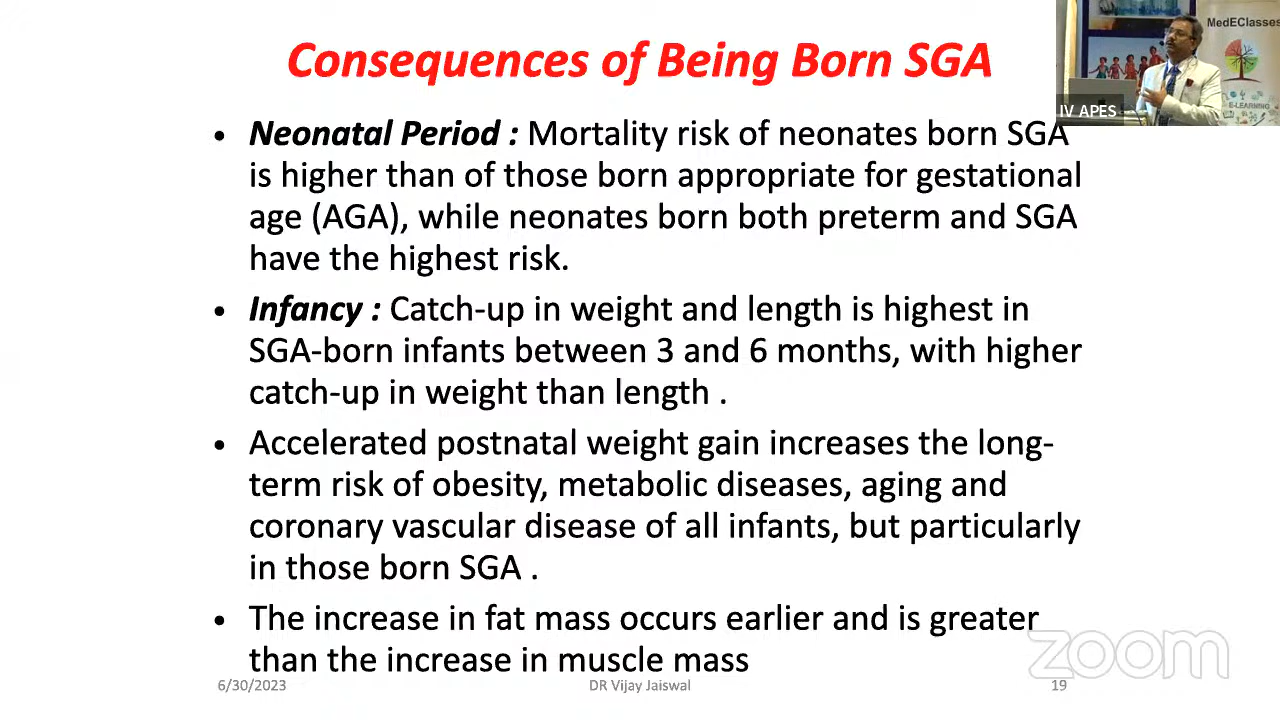 Consequences of Being Born SGA
MedEClasses
IV APES
E-LEARNING
• Neonatal Period : Mortality risk of neonates born SGA
is higher than of those born appropriate for gestational
age (AGA), while neonates born both preterm and SGA
have the highest risk.
• Infancy : Catch-up in weight and length is highest in
SGA-born infants between 3 and 6 months, with higher
catch-up in weight than length .
• Accelerated postnatal weight gain increases the long-
term risk of obesity, metabolic diseases, aging and
coronary vascular disease of all infants, but particularly
in those born SGA .
• The increase in fat mass occurs earlier and is greater
than the increase in muscle mass
zoom
6/30/2023
DR Vijay Jaiswal
19